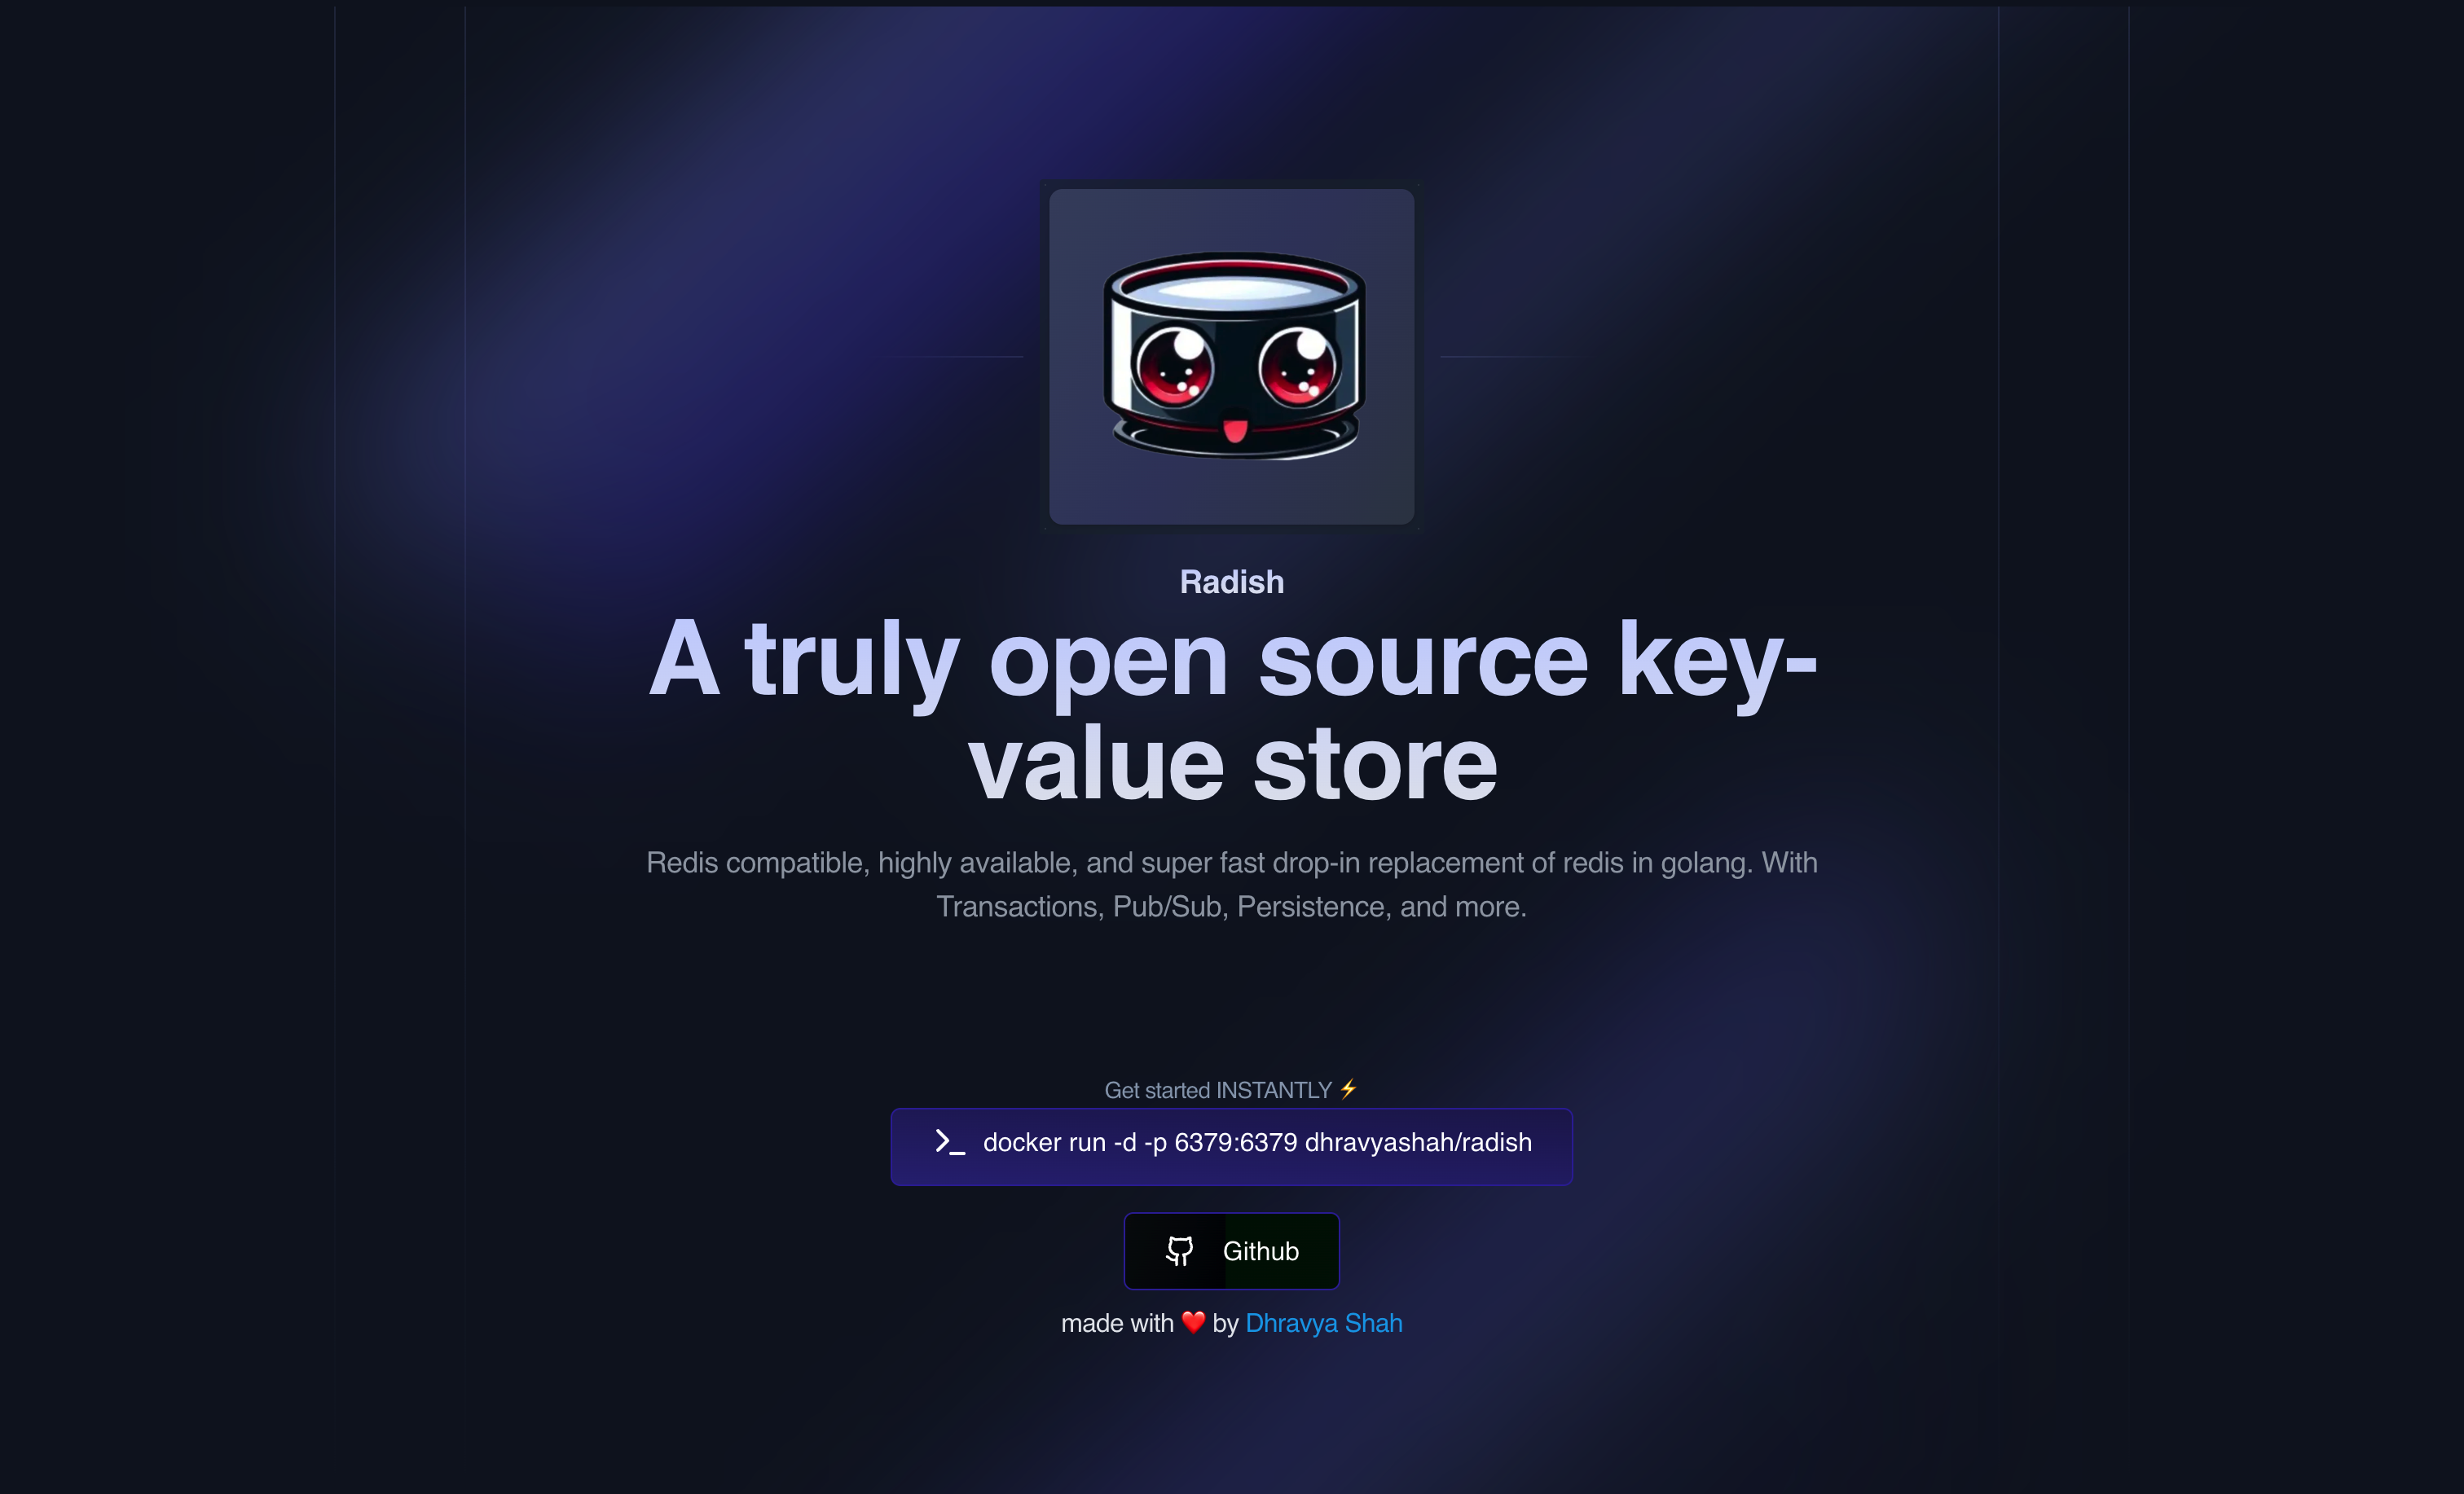 Radish
A truly open source key-
value store
Redis compatible, highly available, and super fast drop-in replacement of redis in golang. With
Transactions, Pub/Sub, Persistence, and more.
Get started INSTANTLY ⚡
>_ docker run -d -p 6379:6379 dhravyashah/radish
Github
made with ❤️ by Dhravya Shah